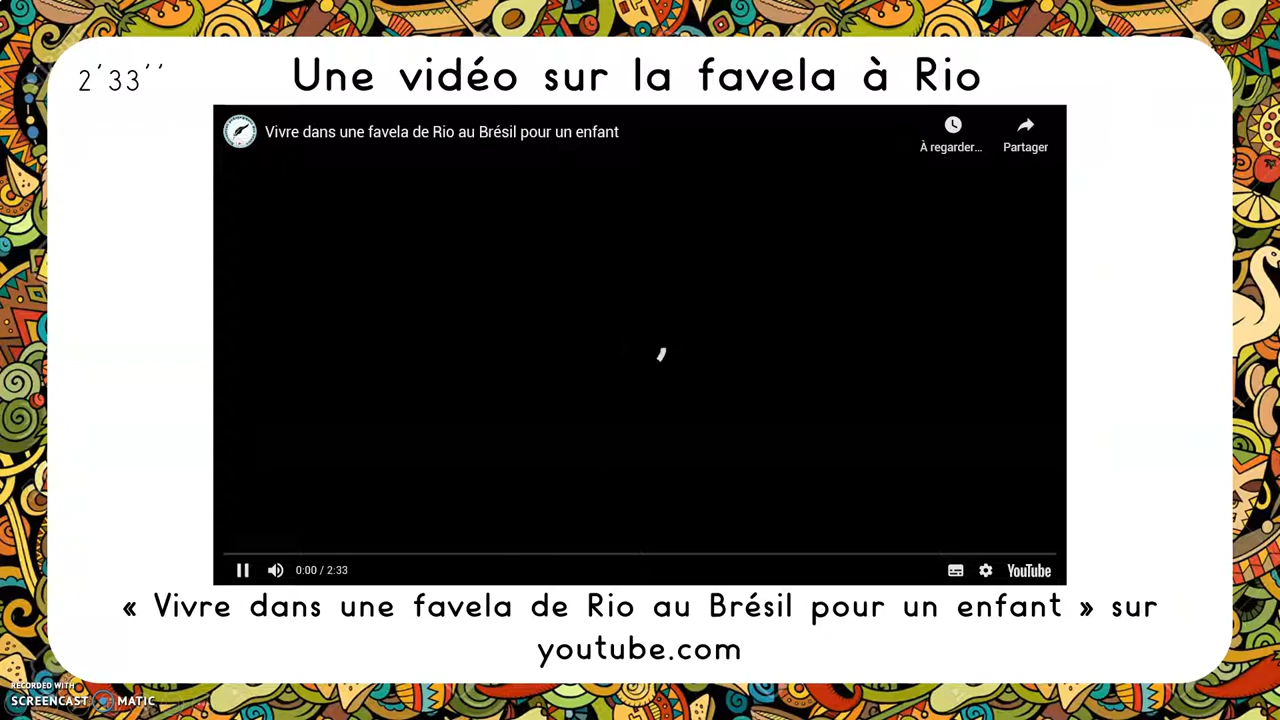 2'33''
Une vidéo sur la favela à Rio
Vivre dans une favela de Rio au Brésil pour un enfant
À regarder...
Partager
0:00 / 2:33
YouTube
« Vivre dans une favela de Rio au Brésil pour un enfant » sur
youtube.com
RECORDED WITH
SCREENCAST MATIC